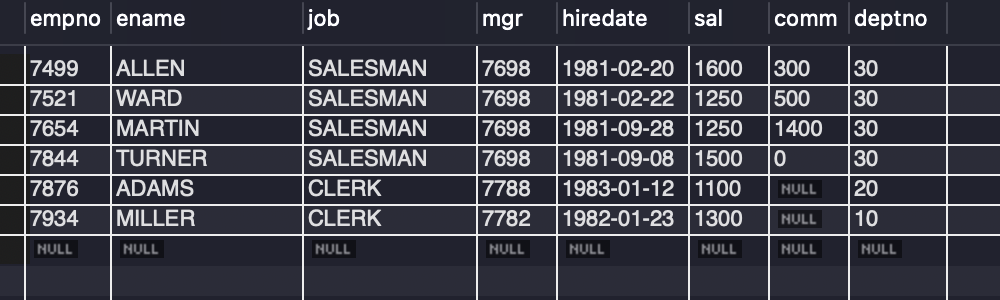 empno ename job mgr hiredate sal comm deptno
7499 ALLEN SALESMAN 7698 1981-02-20 1600 300 30
7521 WARD SALESMAN 7698 1981-02-22 1250 500 30
7654 MARTIN SALESMAN 7698 1981-09-28 1250 1400 30
7844 TURNER SALESMAN 7698 1981-09-08 1500 0 30
7876 ADAMS CLERK 7788 1983-01-12 1100 NULL 20
7934 MILLER CLERK 7782 1982-01-23 1300 NULL 10
NULL NULL NULL NULL NULL NULL NULL NULL